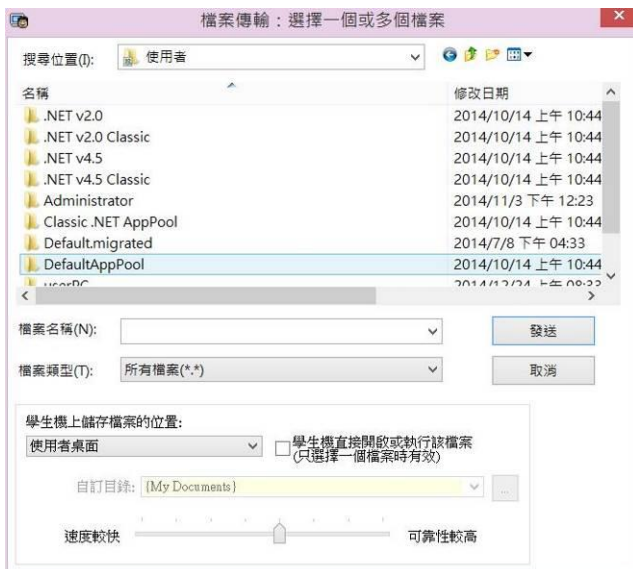 檔案傳輸：選擇一個或多個檔案
搜尋位置(I): 使用者
名稱 修改日期
.NET v2.0 2014/10/14 上午 10:44
.NET v2.0 Classic 2014/10/14 上午 10:44
.NET v4.5 2014/10/14 上午 10:44
.NET v4.5 Classic 2014/10/14 上午 10:44
Administrator 2014/11/3 下午 12:23
Classic .NET AppPool 2014/10/14 上午 10:44
Default.migrated 2014/7/8 下午 04:33
DefaultAppPool 2014/10/14 上午 10:44
userPC 2014/12/24 上午 08:33
檔案名稱(N): 發送
檔案類型(T): 所有檔案(*.*) 取消
學生機上儲存檔案的位置:
使用者桌面 學生機直接開啟或執行該檔案
(只選擇一個檔案時有效)
自訂目錄: {My Documents} ...
速度較快 可靠性較高